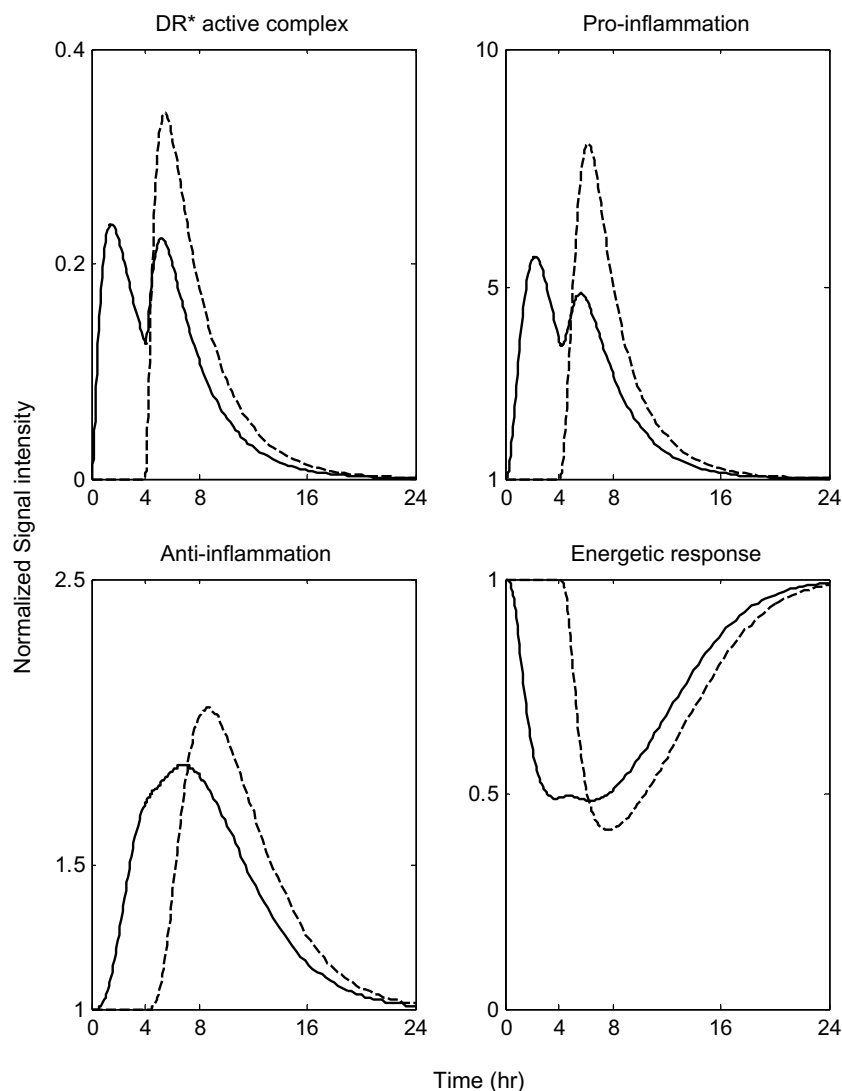 DR* active complex
0.4
0.2
0
0 4 8 16 24
Pro-inflammation
10
5
1
0 4 8 16 24
Normalized Signal intensity
Anti-inflammation
2.5
1.5
1
0 4 8 16 24
Energetic response
1
0.5
0
0 4 8 16 24
Time (hr)